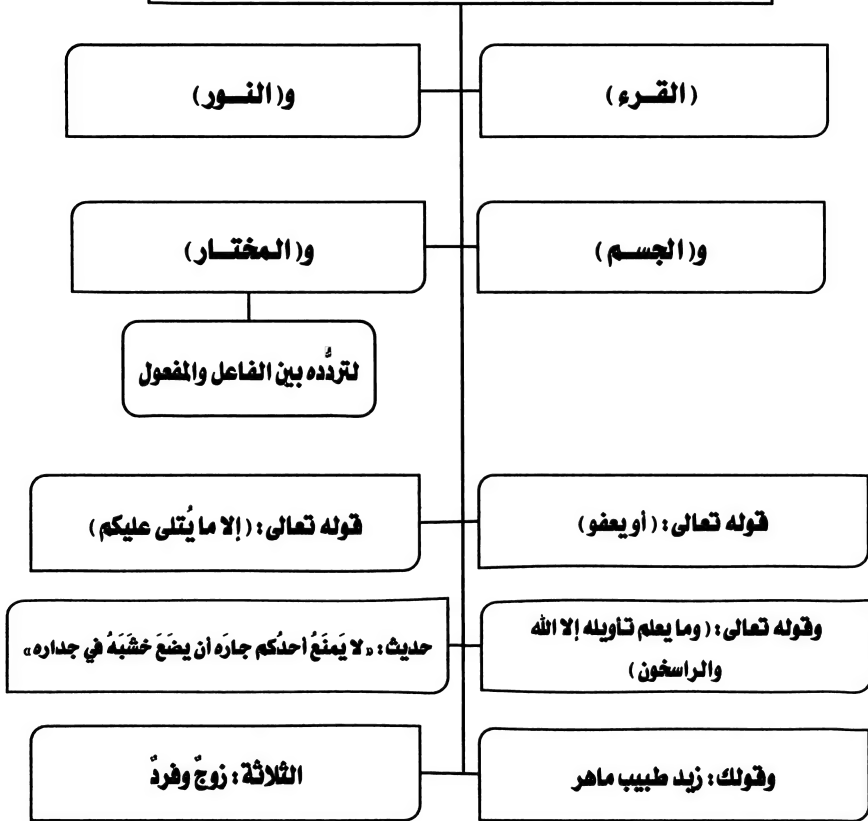 (القرء)
و(النور)
و(الجسم)
و(المختار)
لتردُّده بين الفاعل والمفعول
قوله تعالى: (أو يعفو)
قوله تعالى: (إلا ما يُتلى عليكم)
وقوله تعالى: (وما يعلم تأويله إلا الله
والراسخون)
حديث: «لا يَمنَعُ أحدُكم جارَه أن يضَعَ خشَبَهُ في جداره»
وقولك: زيد طبيب ماهر
الثلاثة: زوجٌ وفردٌ